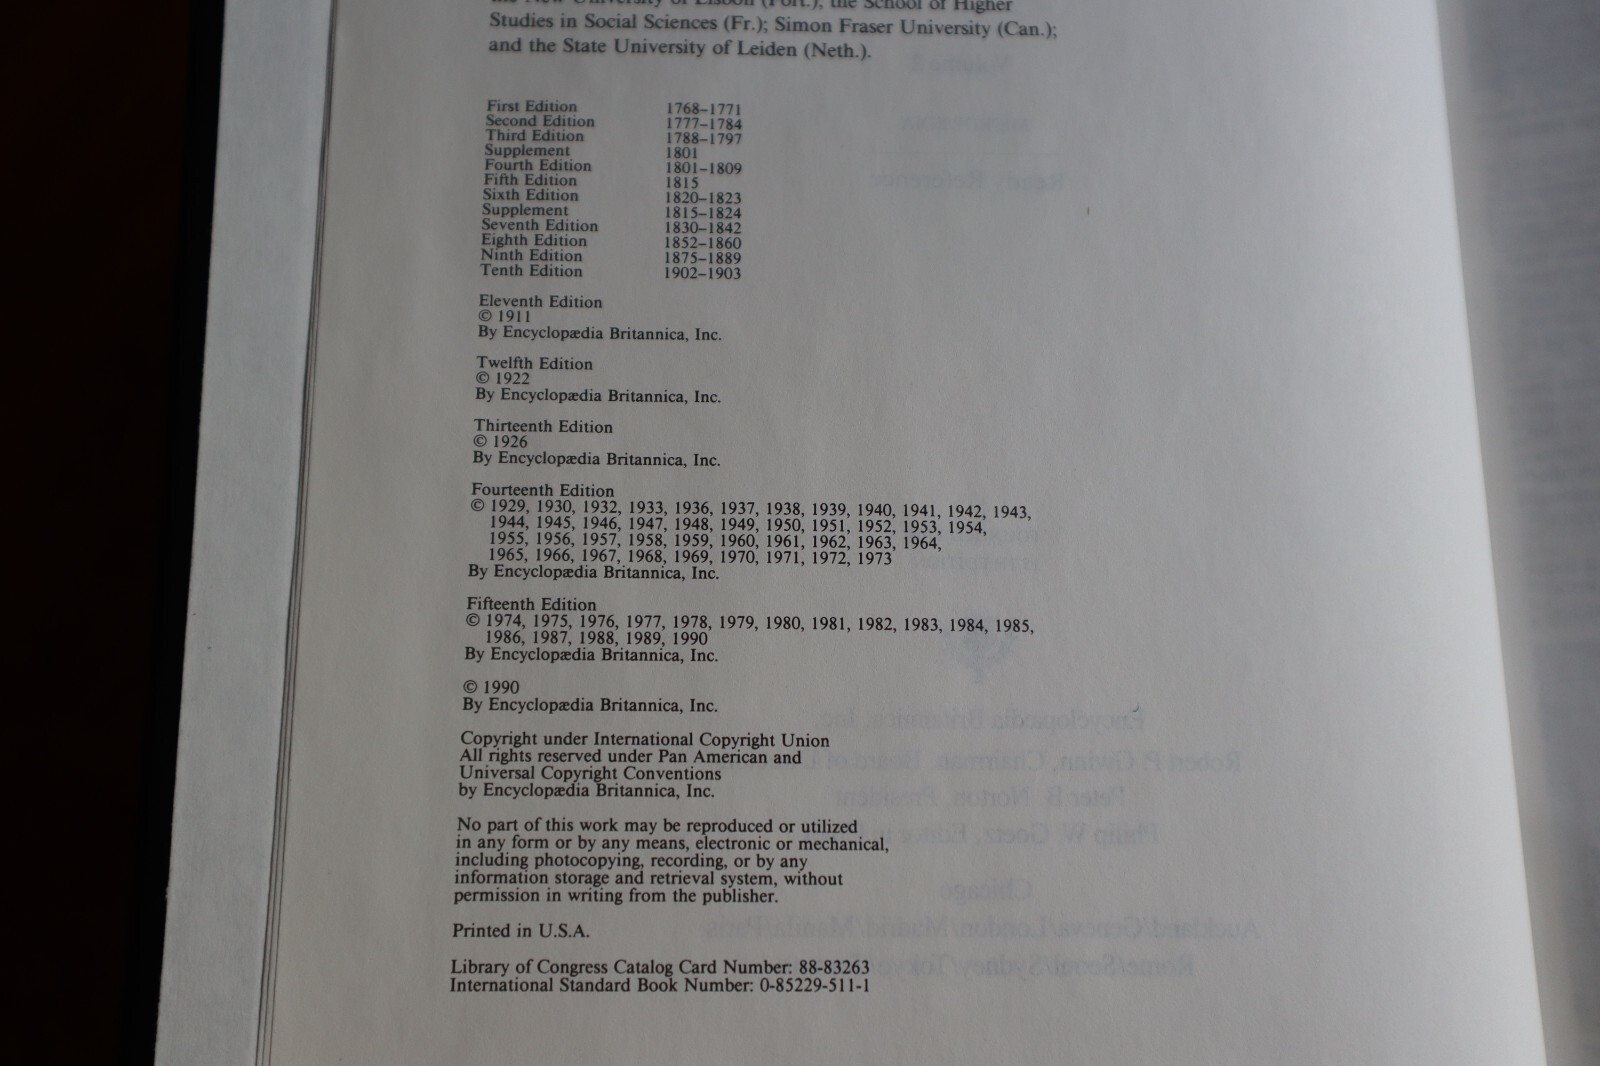 the New University of Lisbon (Port.); the School of Higher
Studies in Social Sciences (Fr.); Simon Fraser University (Can.);
and the State University of Leiden (Neth.).
First Edition 1768–1771
Second Edition 1777–1784
Third Edition 1788–1797
Supplement 1801
Fourth Edition 1801–1809
Fifth Edition 1815
Sixth Edition 1820–1823
Supplement 1815–1824
Seventh Edition 1830–1842
Eighth Edition 1852–1860
Ninth Edition 1875–1889
Tenth Edition 1902–1903
Eleventh Edition
© 1911
By Encyclopædia Britannica, Inc.
Twelfth Edition
© 1922
By Encyclopædia Britannica, Inc.
Thirteenth Edition
© 1926
By Encyclopædia Britannica, Inc.
Fourteenth Edition
© 1929, 1930, 1932, 1933, 1936, 1937, 1938, 1939, 1940, 1941, 1942, 1943,
1944, 1945, 1946, 1947, 1948, 1949, 1950, 1951, 1952, 1953, 1954,
1955, 1956, 1957, 1958, 1959, 1960, 1961, 1962, 1963, 1964,
1965, 1966, 1967, 1968, 1969, 1970, 1971, 1972, 1973
By Encyclopædia Britannica, Inc.
Fifteenth Edition
© 1974, 1975, 1976, 1977, 1978, 1979, 1980, 1981, 1982, 1983, 1984, 1985,
1986, 1987, 1988, 1989, 1990
By Encyclopædia Britannica, Inc.
© 1990
By Encyclopædia Britannica, Inc.
Copyright under International Copyright Union
All rights reserved under Pan American and
Universal Copyright Conventions
by Encyclopædia Britannica, Inc.
No part of this work may be reproduced or utilized
in any form or by any means, electronic or mechanical,
including photocopying, recording, or by any
information storage and retrieval system, without
permission in writing from the publisher.
Printed in U.S.A.
Library of Congress Catalog Card Number: 88-83263
International Standard Book Number: 0-85229-511-1